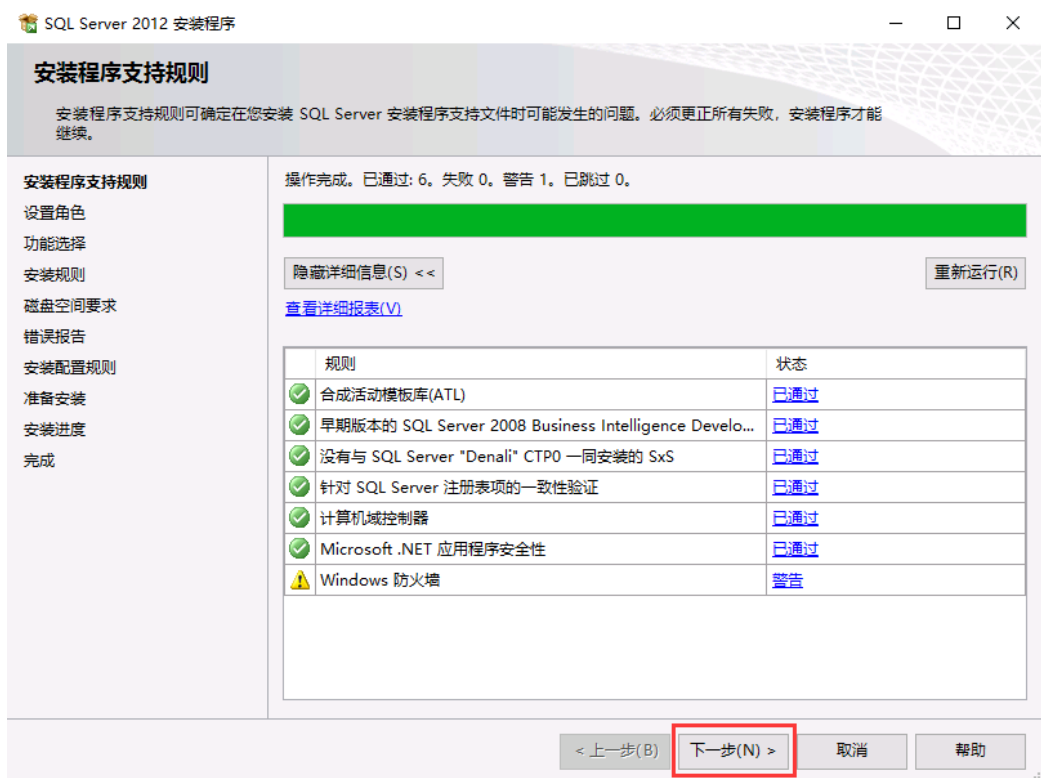 SQL Server 2012 安装程序
安装程序支持规则
安装程序支持规则可确定在您安装 SQL Server 安装程序支持文件时可能发生的问题。必须更正所有失败，安装程序才能
继续。
安装程序支持规则
设置角色
功能选择
安装规则
磁盘空间要求
错误报告
安装配置规则
准备安装
安装进度
完成
操作完成。已通过: 6。失败 0。警告 1。已跳过 0。
隐藏详细信息(S) <<
重新运行(R)
查看详细报表(V)
规则 状态
合成活动模板库(ATL) 已通过
早期版本的 SQL Server 2008 Business Intelligence Develo... 已通过
没有与 SQL Server "Denali" CTP0 一同安装的 SxS 已通过
针对 SQL Server 注册表项的一致性验证 已通过
计算机域控制器 已通过
Microsoft .NET 应用程序安全性 已通过
Windows 防火墙 警告
< 上一步(B) 下一步(N) > 取消 帮助